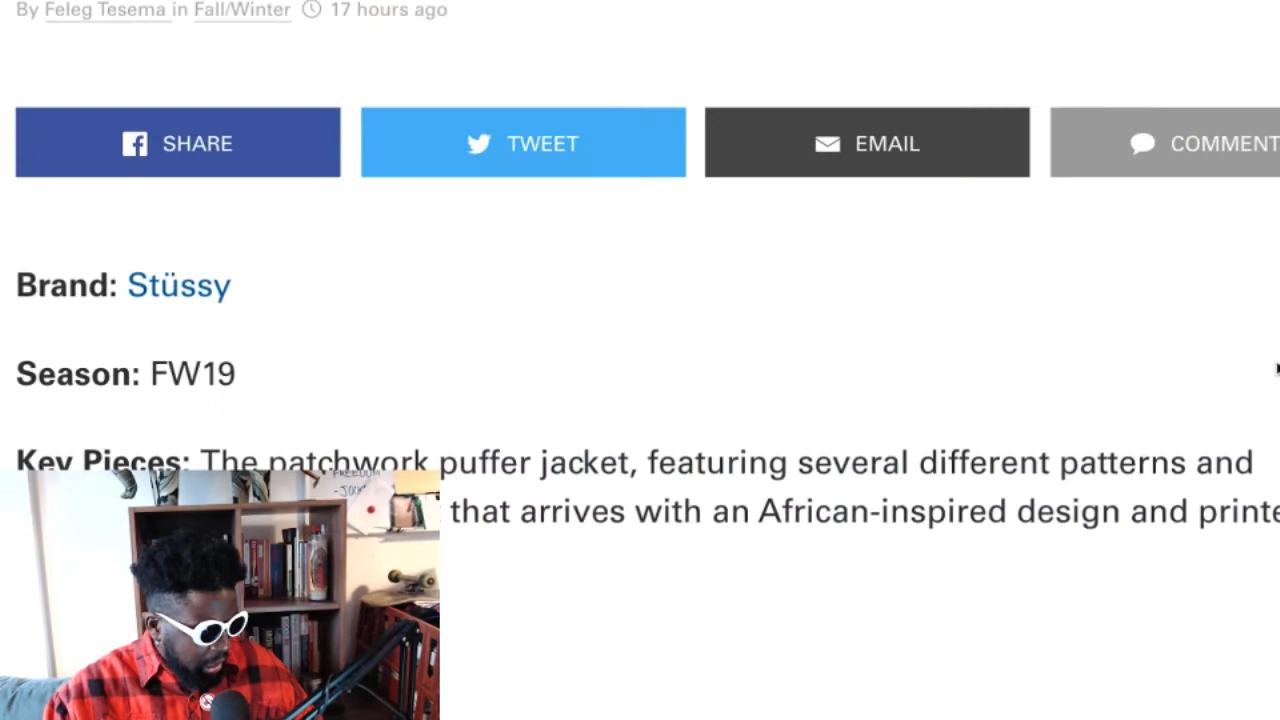 By Feleg Tesema in Fall/Winter 17 hours ago
SHARE TWEET EMAIL COMMENT
Brand: Stüssy
Season: FW19
Key Pieces: The patchwork puffer jacket, featuring several different patterns and
that arrives with an African-inspired design and printe
FREEDOM